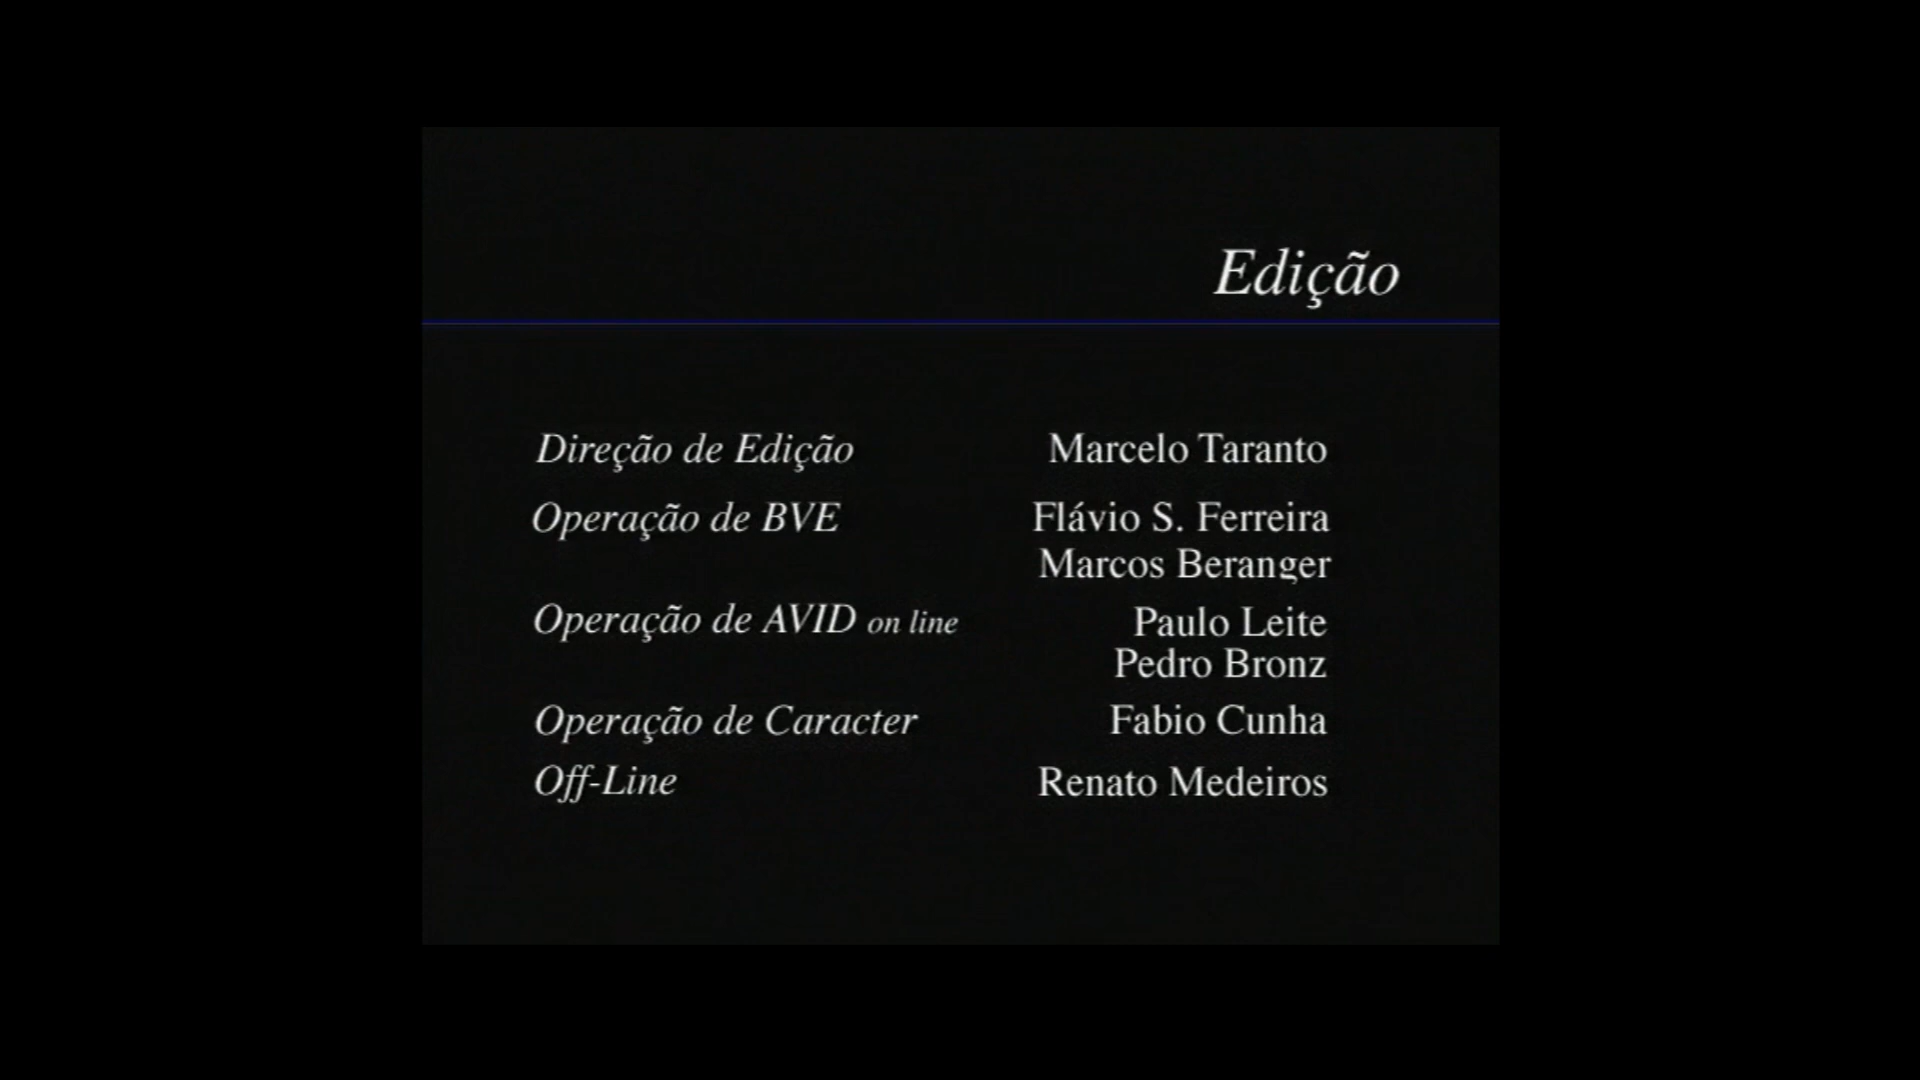 Edição
Direção de Edição Marcelo Taranto
Operação de BVE Flávio S. Ferreira
Marcos Beranger
Operação de AVID on line Paulo Leite
Pedro Bronz
Operação de Caracter Fabio Cunha
Off-Line Renato Medeiros